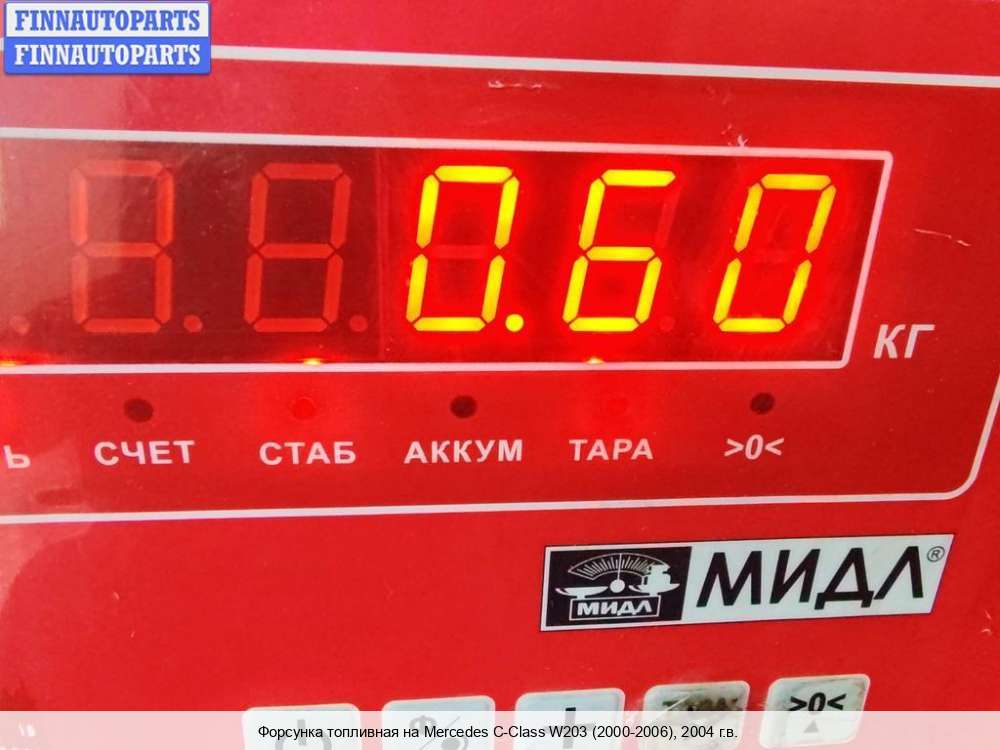 FINNAUTOPARTS
FINNAUTOPARTS
0.60
КГ
Ь СЧЕТ СТАБ АККУМ ТАРА >0<
МИДЛ МИДЛ®
>0<
Форсунка топливная на Mercedes C-Class W203 (2000-2006), 2004 г.в.